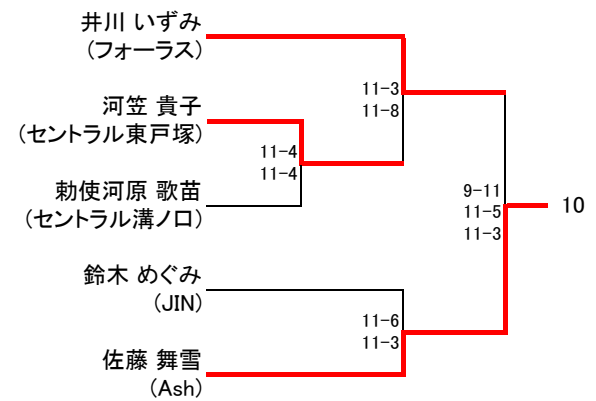 井川 いずみ
(フォーラス)
河笠 貴子
(セントラル東戸塚)
勅使河原 歌苗
(セントラル溝ノ口)
鈴木 めぐみ
(JIN)
佐藤 舞雪
(Ash)
11-4
11-4
11-3
11-8
11-6
11-3
9-11
11-5
11-3
10